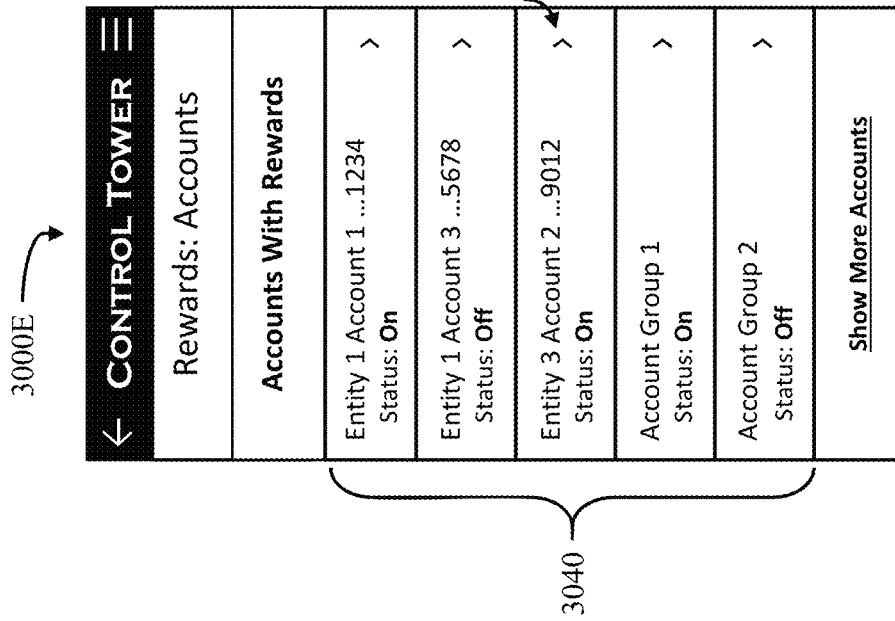 3000E
← CONTROL TOWER
Rewards: Accounts
Accounts With Rewards
Entity 1 Account 1 ...1234 >
Status: On
Entity 1 Account 3 ...5678 >
Status: Off
Entity 3 Account 2 ...9012 >
Status: On
Account Group 1 >
Status: On
Account Group 2 >
Status: Off
Show More Accounts
3040